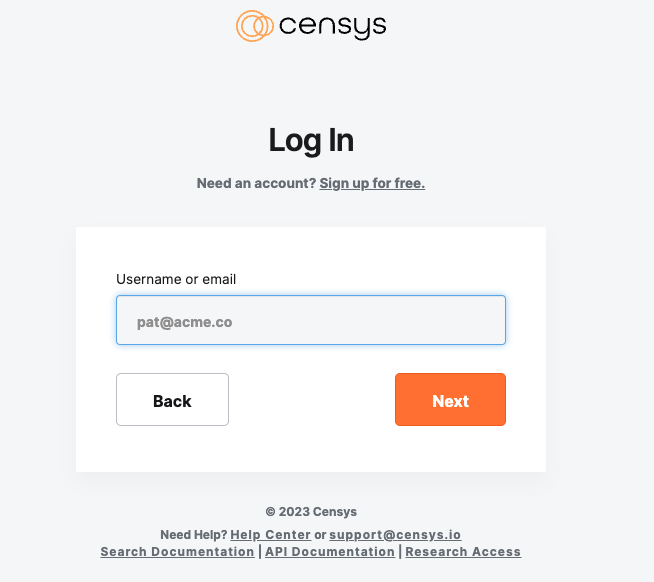 censys
Log In
Need an account? Sign up for free.
Username or email
pat@acme.co
Back
Next
© 2023 Censys
Need Help? Help Center or support@censys.io
Search Documentation | API Documentation | Research Access